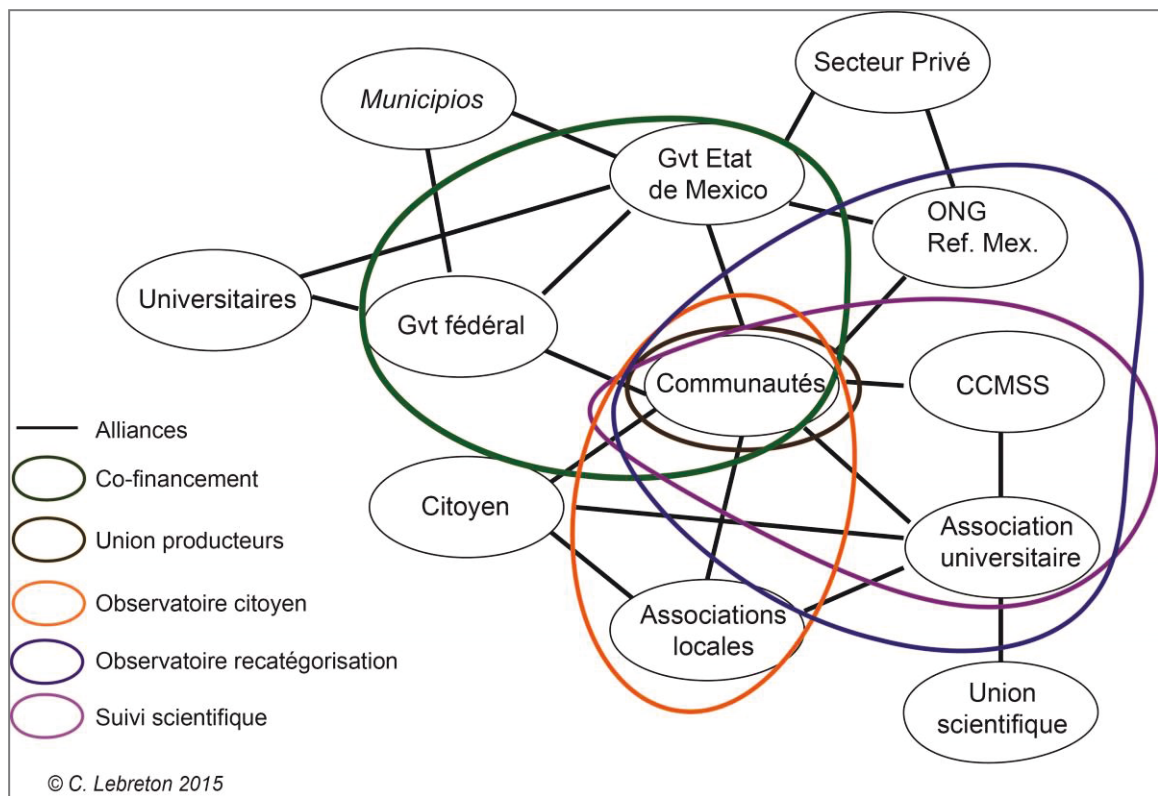 Secteur Privé
Municipios
Gvt Etat
de Mexico
ONG
Ref. Mex.
Universitaires
Gvt fédéral
Communautés
CCMSS
Citoyen
Association
universitaire
Associations
locales
Union
scientifique
Alliances
Co-financement
Union producteurs
Observatoire citoyen
Observatoire recatégorisation
Suivi scientifique
© C. Lebreton 2015